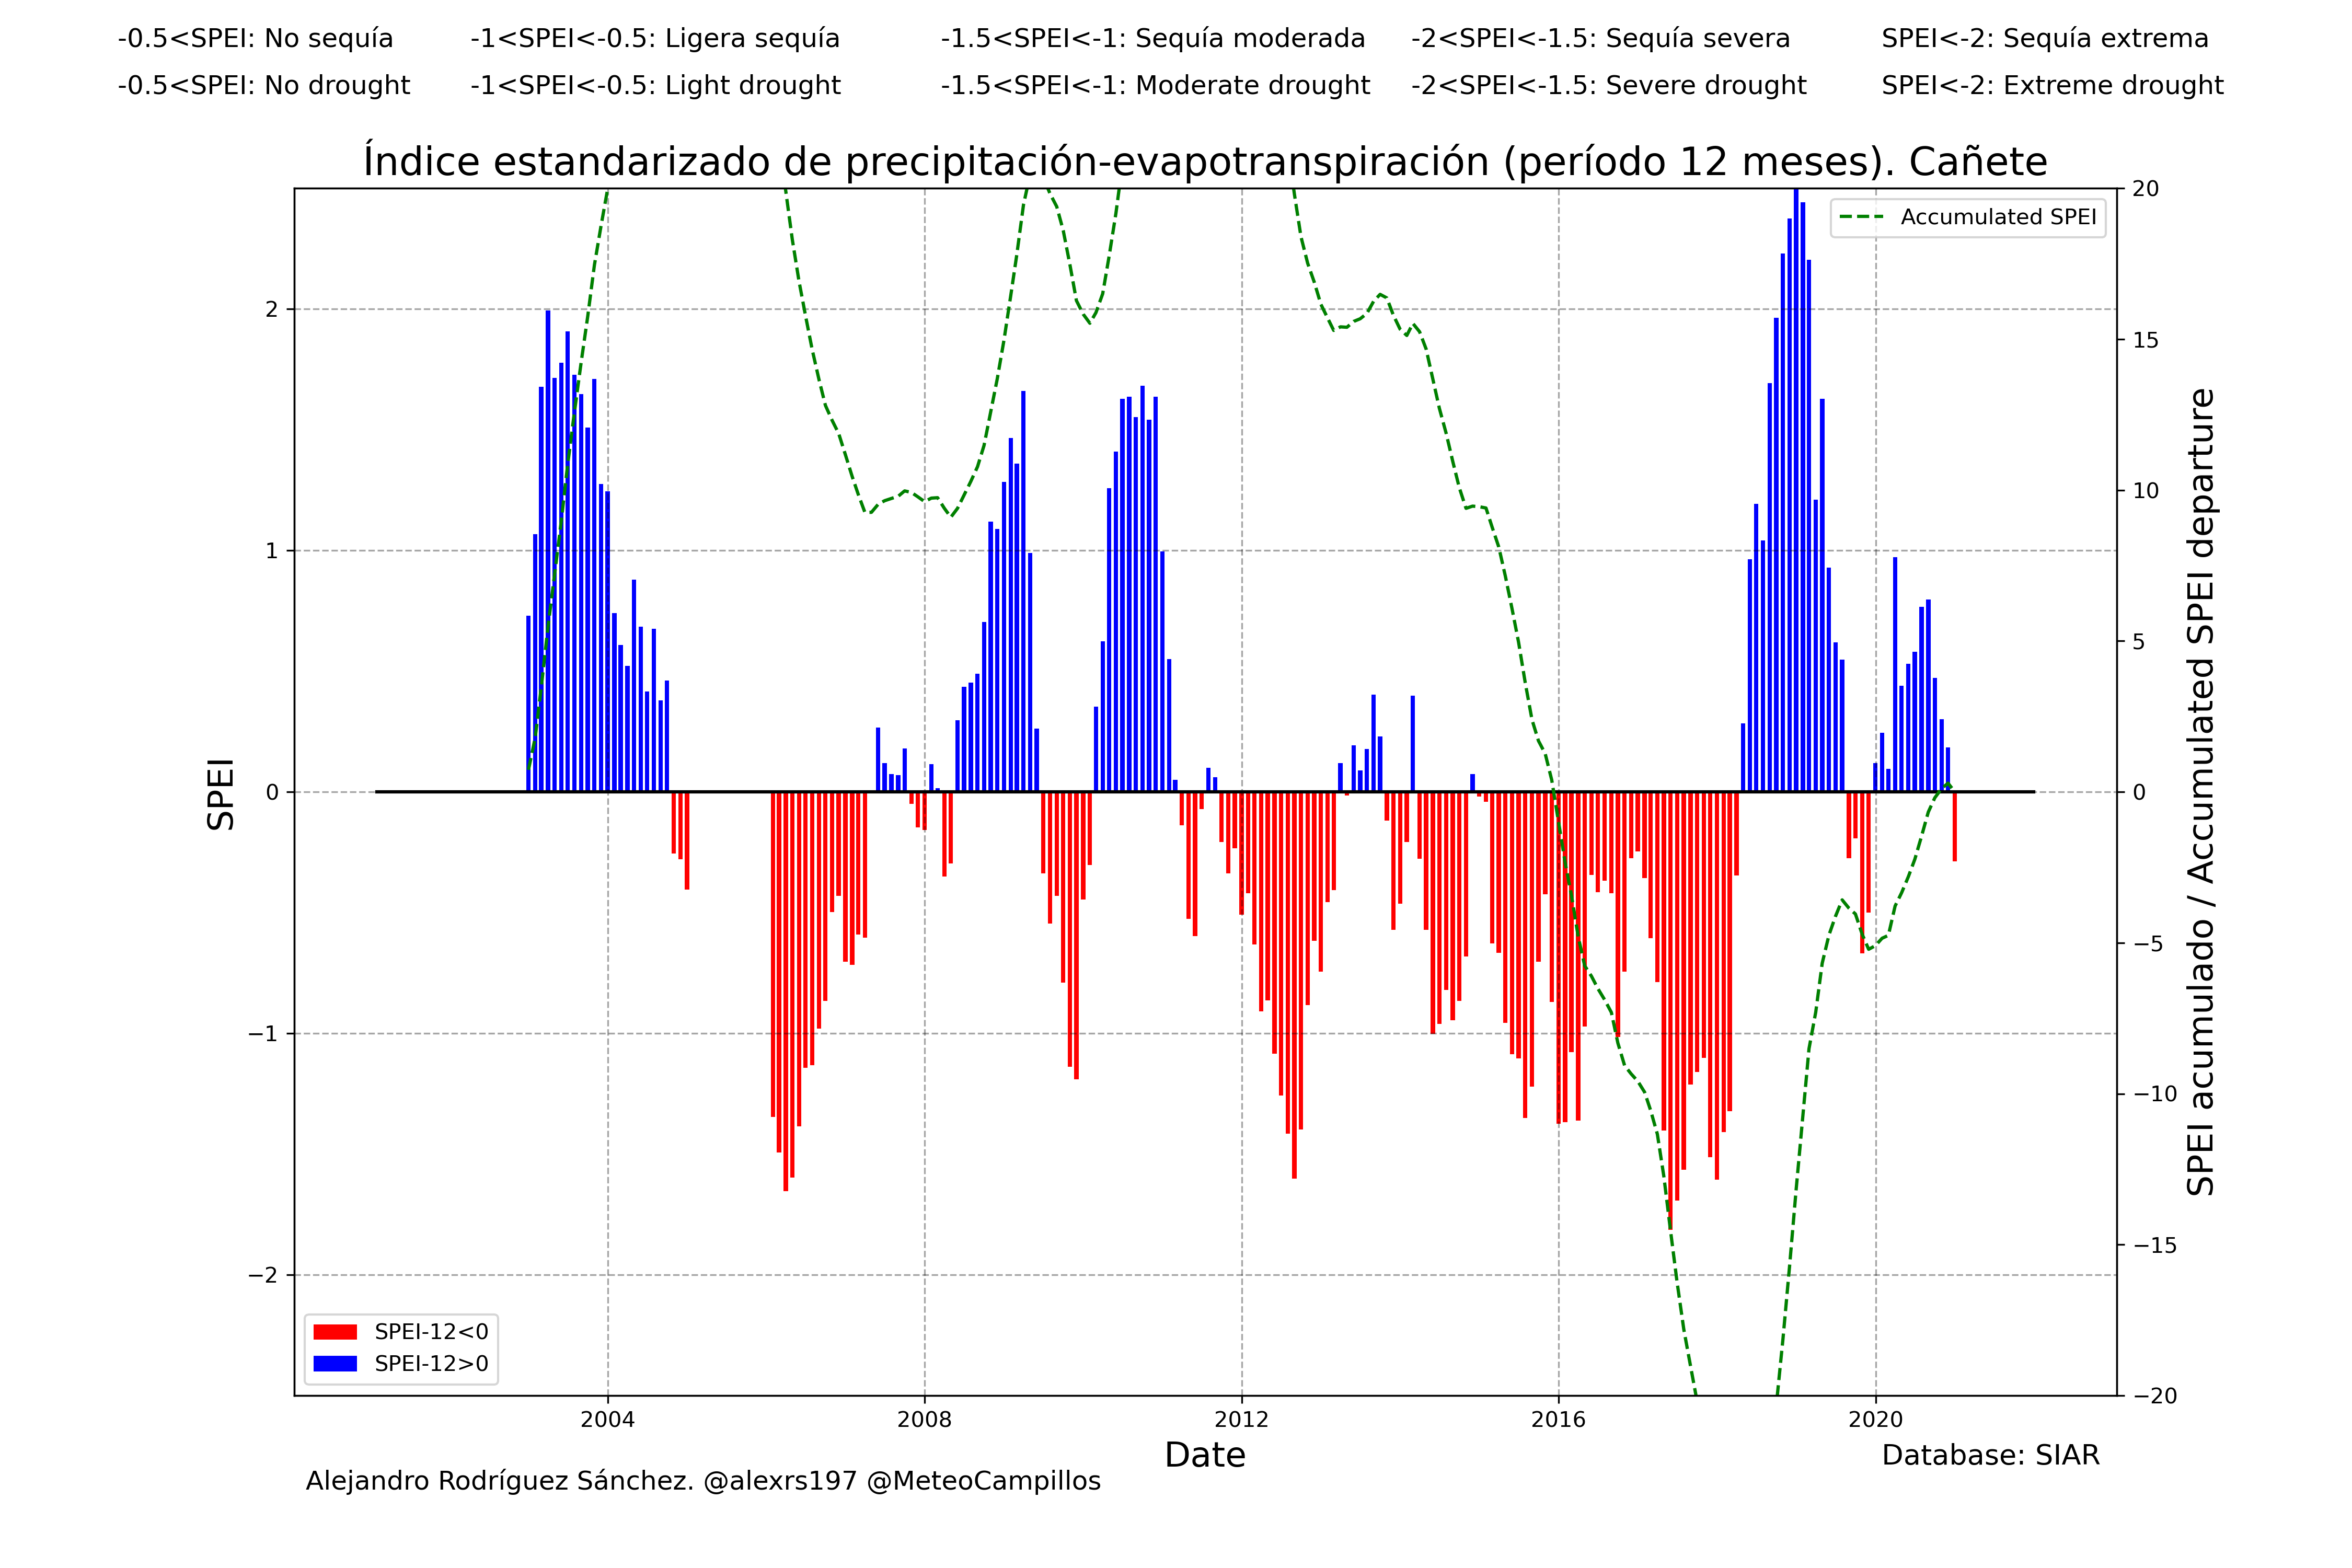 -0.5<SPEI: No sequía -1<SPEI<-0.5: Ligera sequía -1.5<SPEI<-1: Sequía moderada -2<SPEI<-1.5: Sequía severa SPEI<-2: Sequía extrema
-0.5<SPEI: No drought -1<SPEI<-0.5: Light drought -1.5<SPEI<-1: Moderate drought -2<SPEI<-1.5: Severe drought SPEI<-2: Extreme drought
Índice estandarizado de precipitación-evapotranspiración (período 12 meses). Cañete
SPEI
2
1
0
−1
−2
Accumulated SPEI
20
15
10
5
0
−5
−10
−15
−20
SPEI acumulado / Accumulated SPEI departure
SPEI-12<0
SPEI-12>0
2004 2008 2012 2016 2020
Date
Database: SIAR
Alejandro Rodríguez Sánchez. @alexrs197 @MeteoCampillos